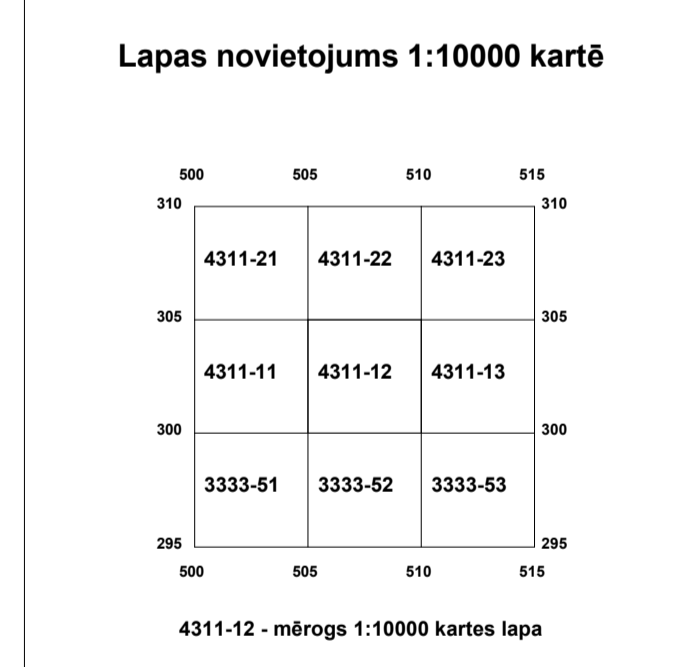 Lapas novietojums 1:10000 kartē
500 505 510 515
310 310
4311-21 4311-22 4311-23
305 305
4311-11 4311-12 4311-13
300 300
3333-51 3333-52 3333-53
295 295
500 505 510 515
4311-12 - mērogs 1:10000 kartes lapa